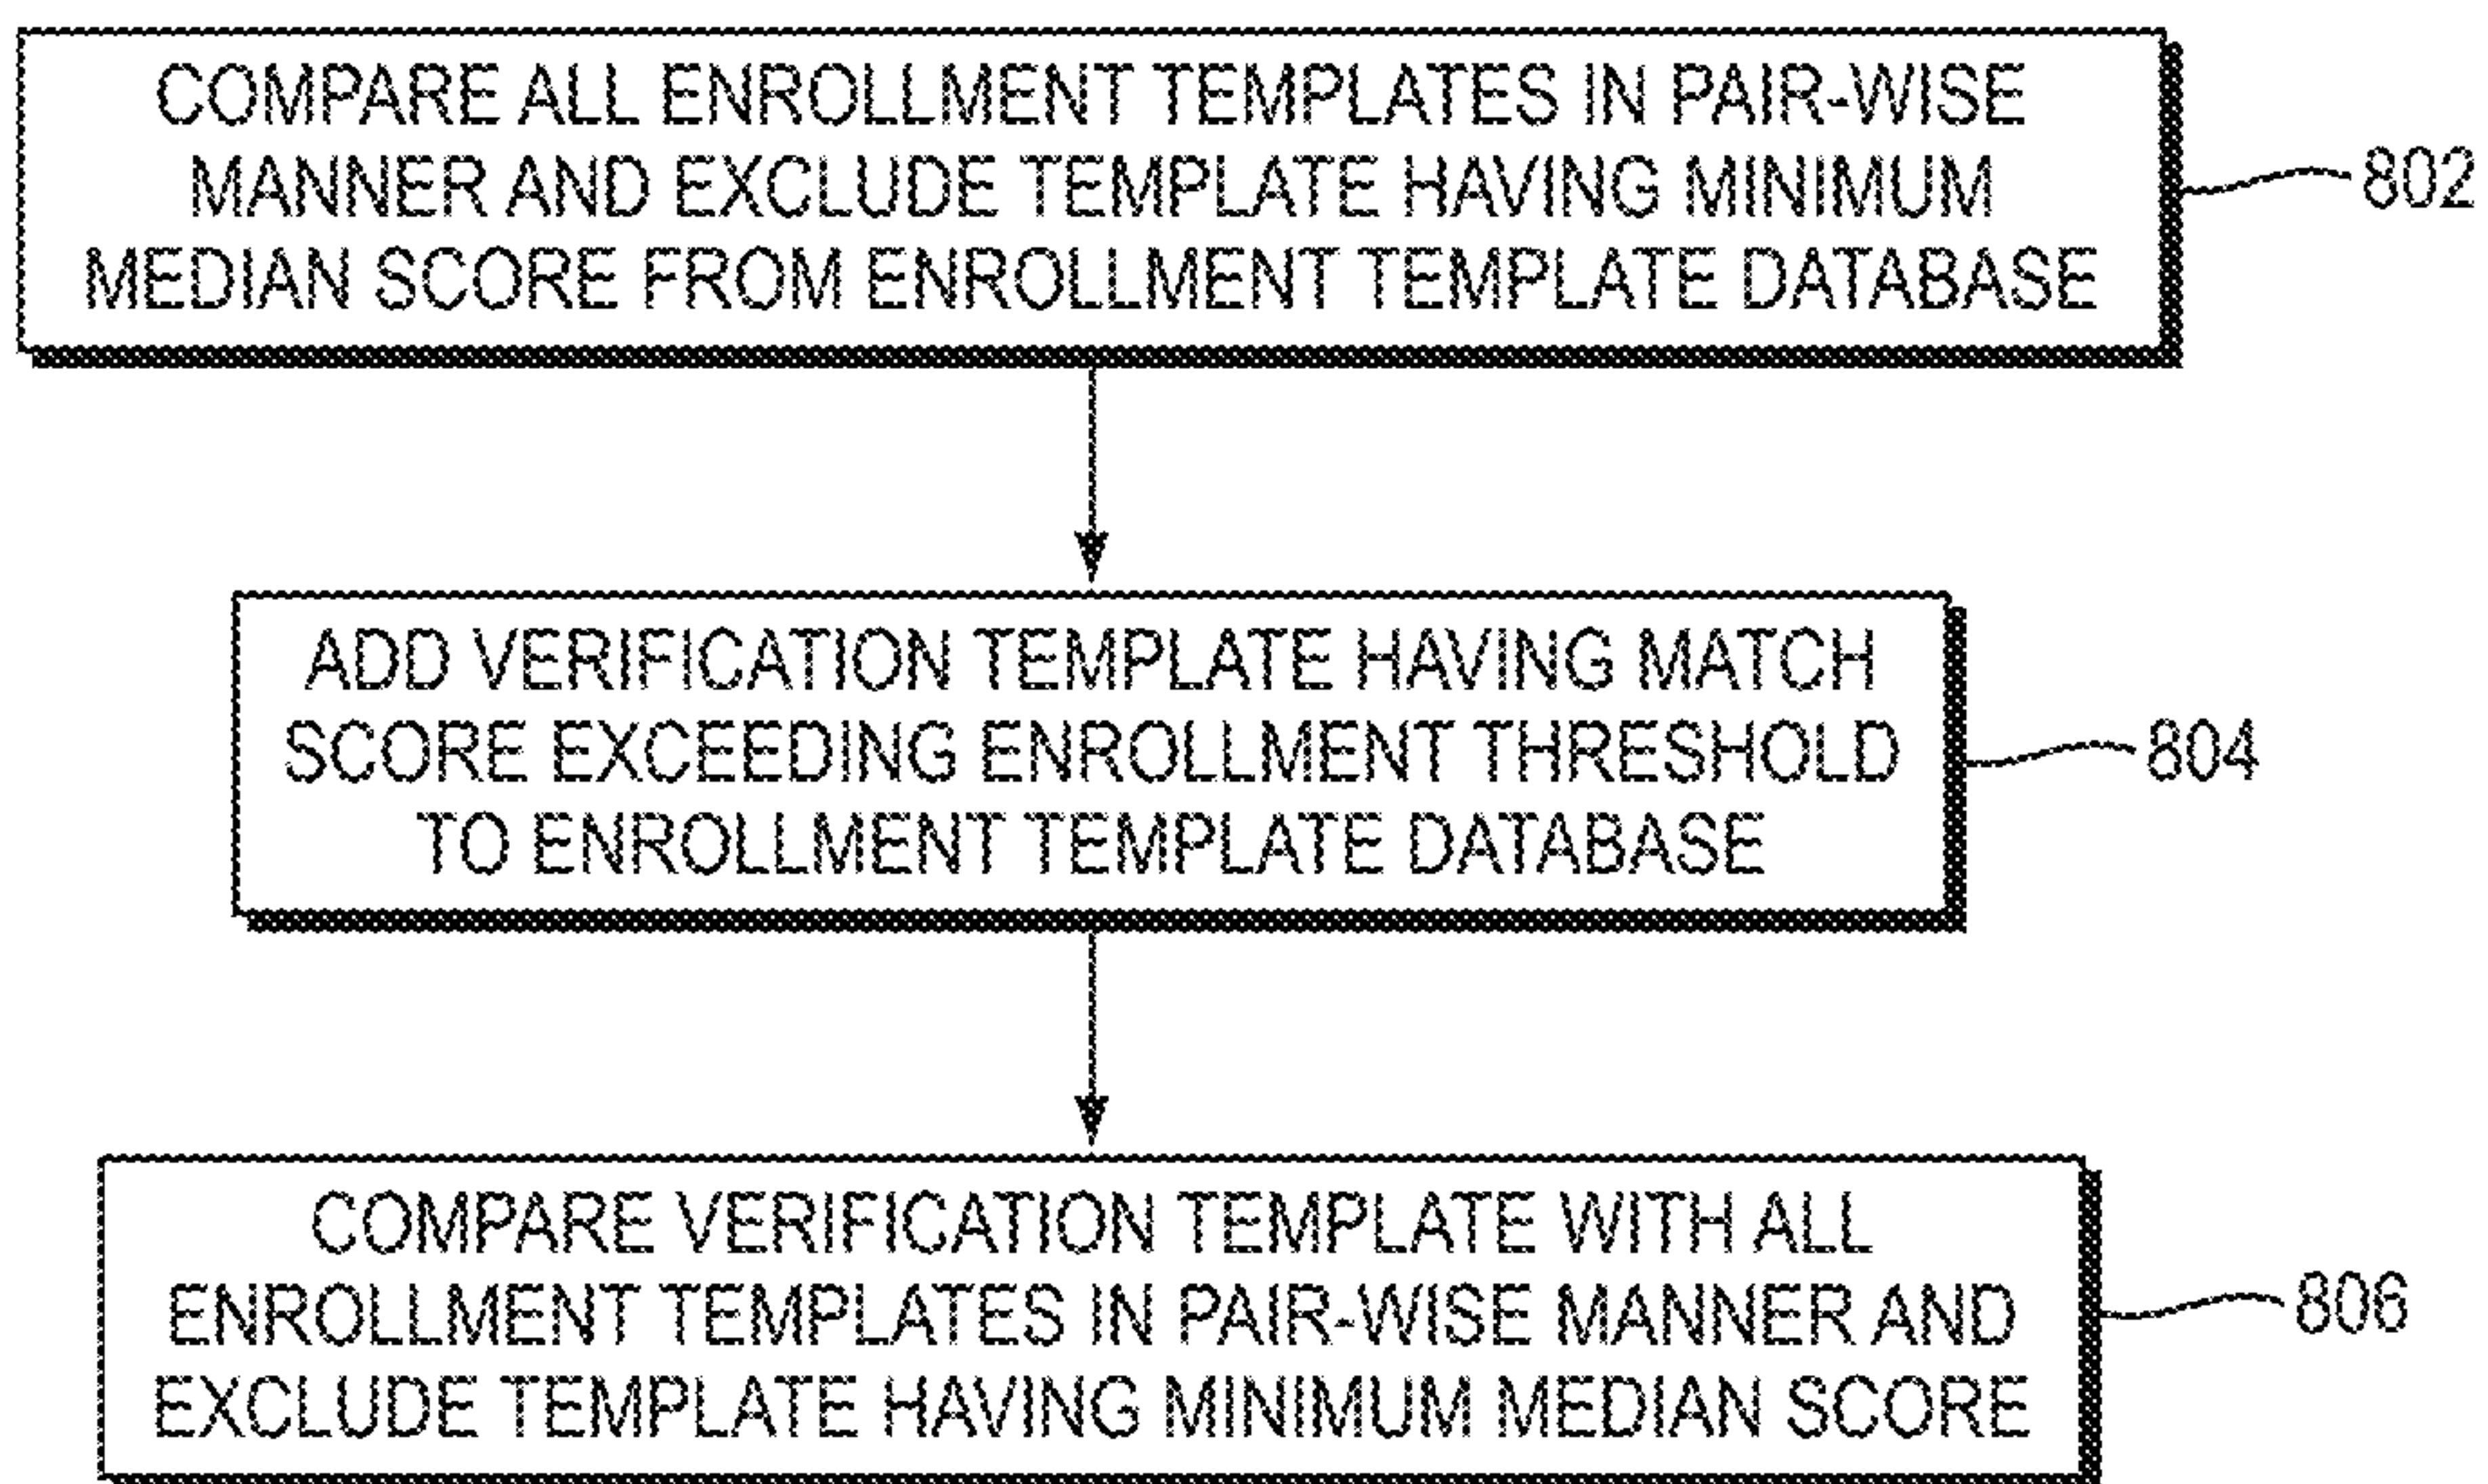 COMPARE ALL ENROLLMENT TEMPLATES IN PAIR-WISE
MANNER AND EXCLUDE TEMPLATE HAVING MINIMUM
MEDIAN SCORE FROM ENROLLMENT TEMPLATE DATABASE
802
ADD VERIFICATION TEMPLATE HAVING MATCH
SCORE EXCEEDING ENROLLMENT THRESHOLD
TO ENROLLMENT TEMPLATE DATABASE
804
COMPARE VERIFICATION TEMPLATE WITH ALL
ENROLLMENT TEMPLATES IN PAIR-WISE MANNER AND
EXCLUDE TEMPLATE HAVING MINIMUM MEDIAN SCORE
806